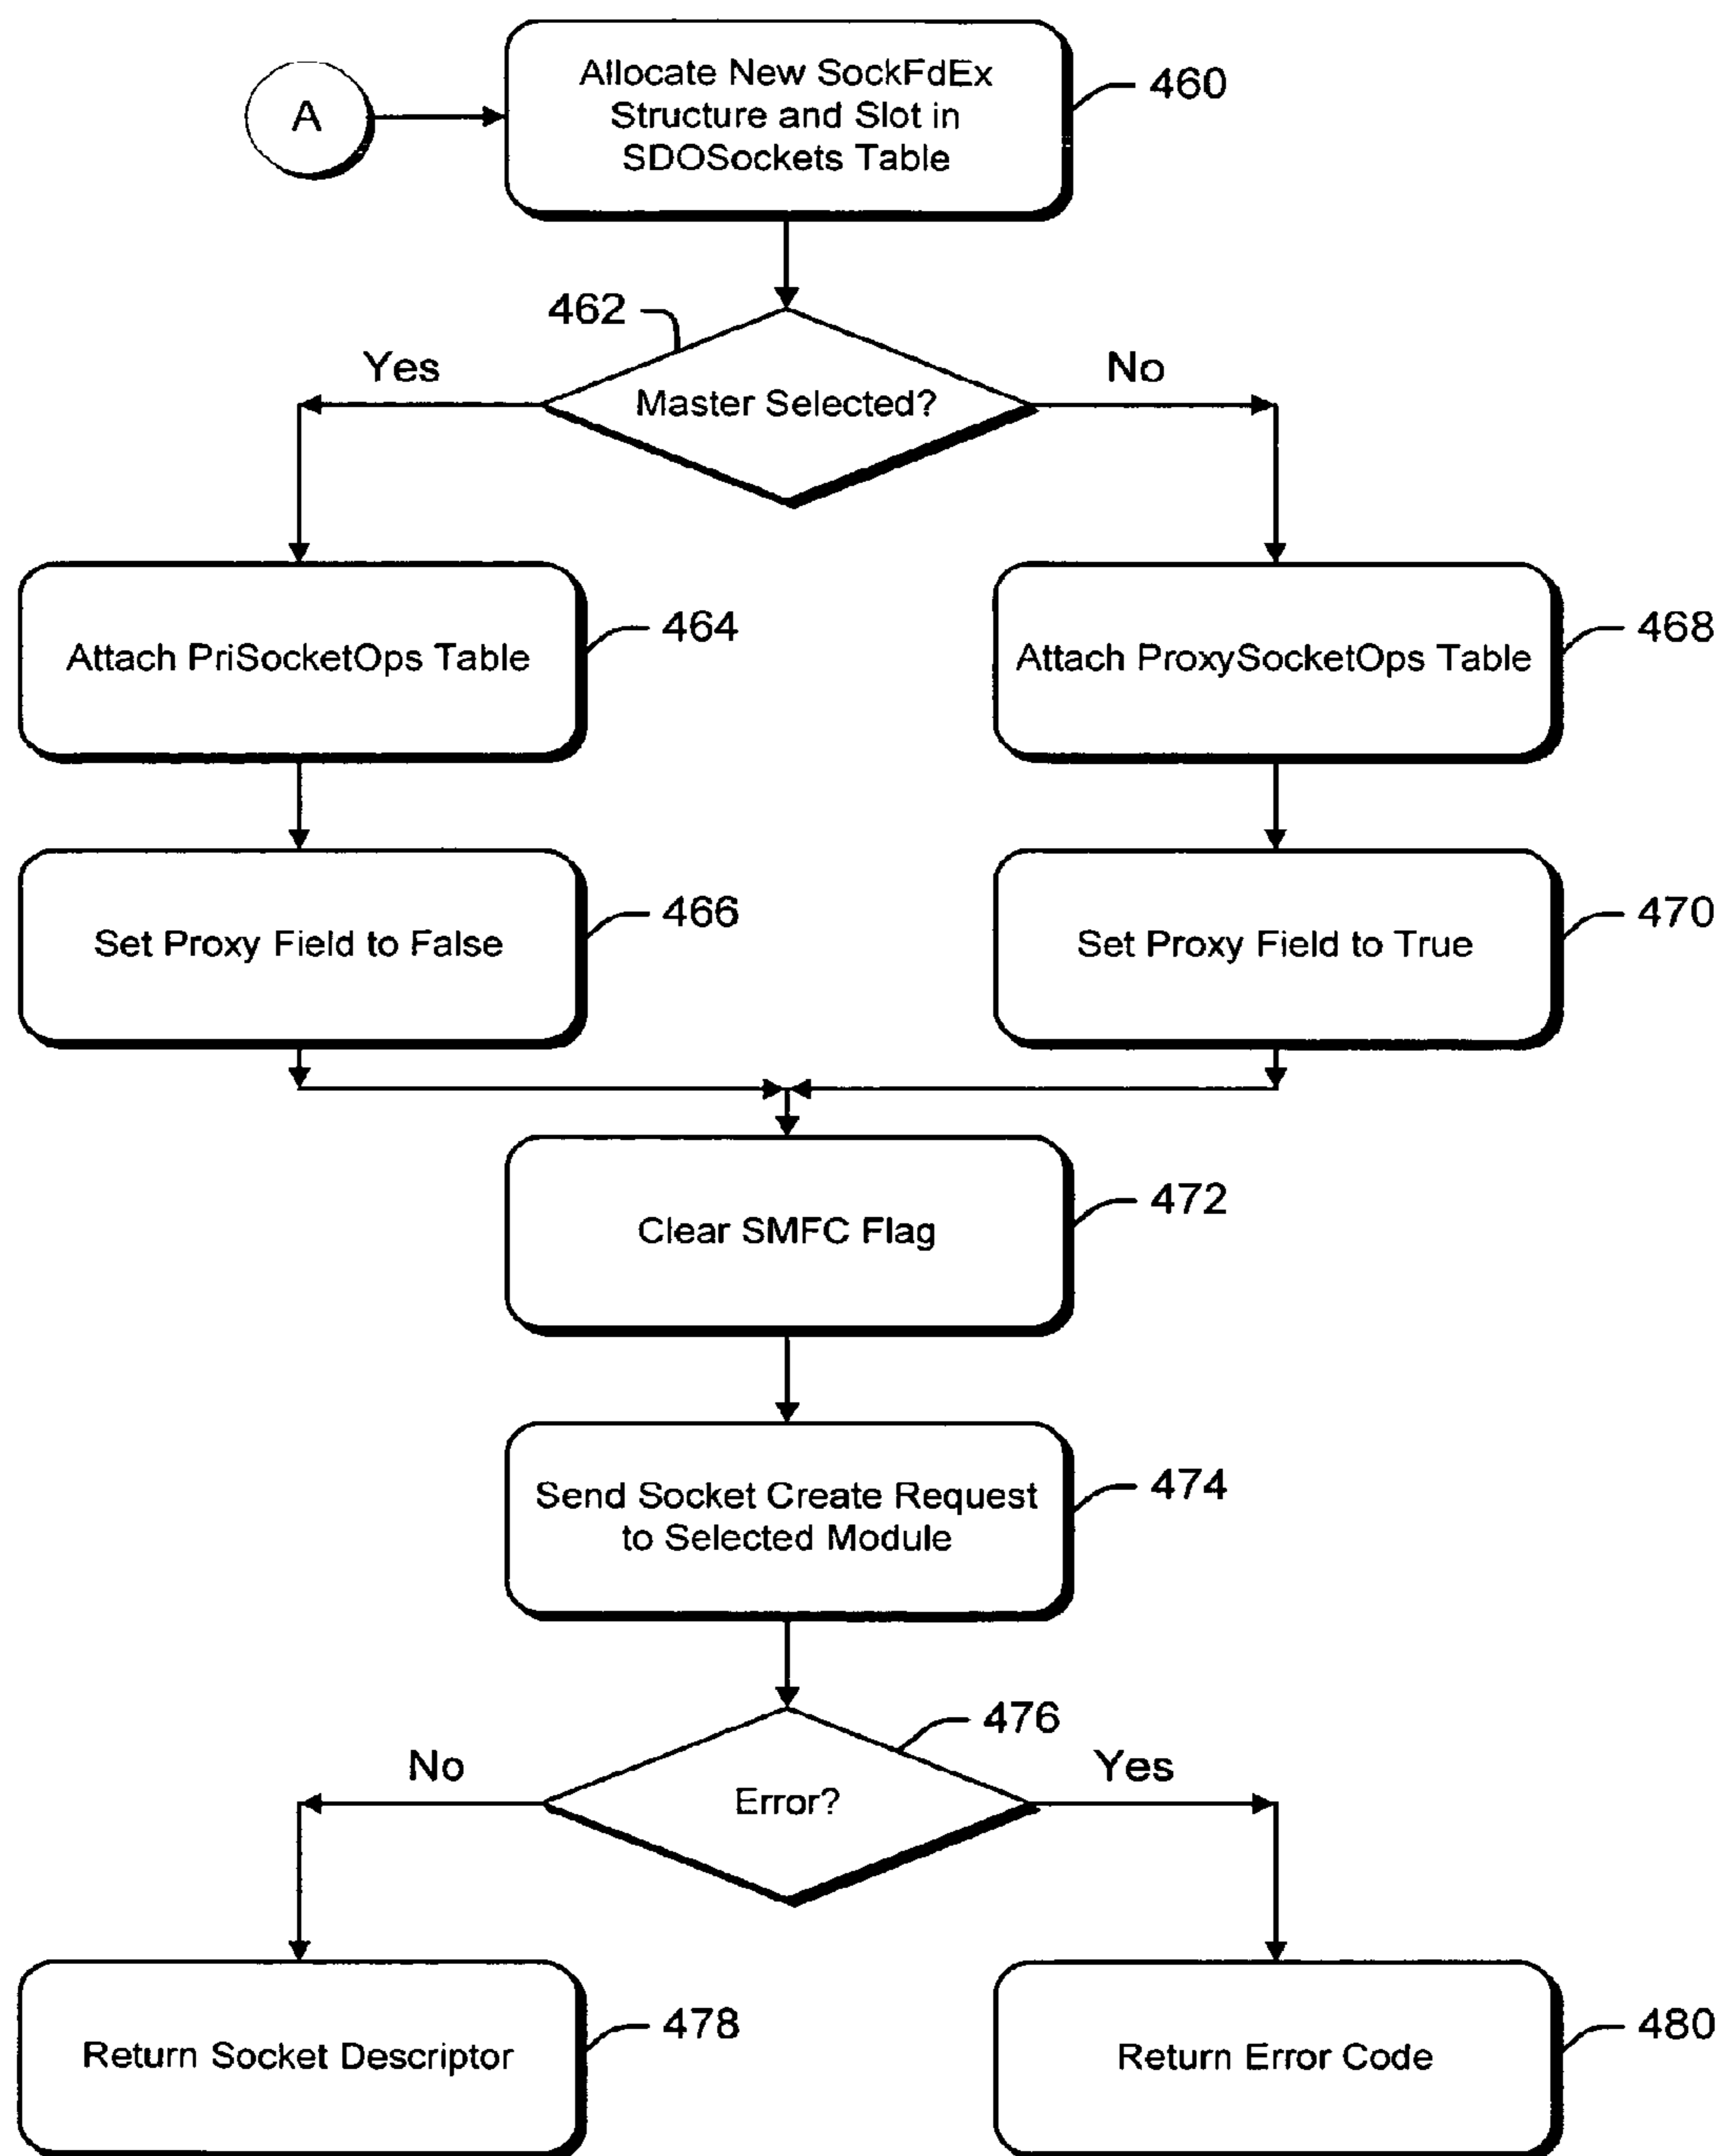 A
Allocate New SockFdEx
Structure and Slot in
SDOSockets Table
460
462
Yes
No
Master Selected?
Attach PriSocketOps Table
464
Attach ProxySocketOps Table
468
Set Proxy Field to False
466
Set Proxy Field to True
470
Clear SMFC Flag
472
Send Socket Create Request
to Selected Module
474
476
No
Yes
Error?
Return Socket Descriptor
478
Return Error Code
480